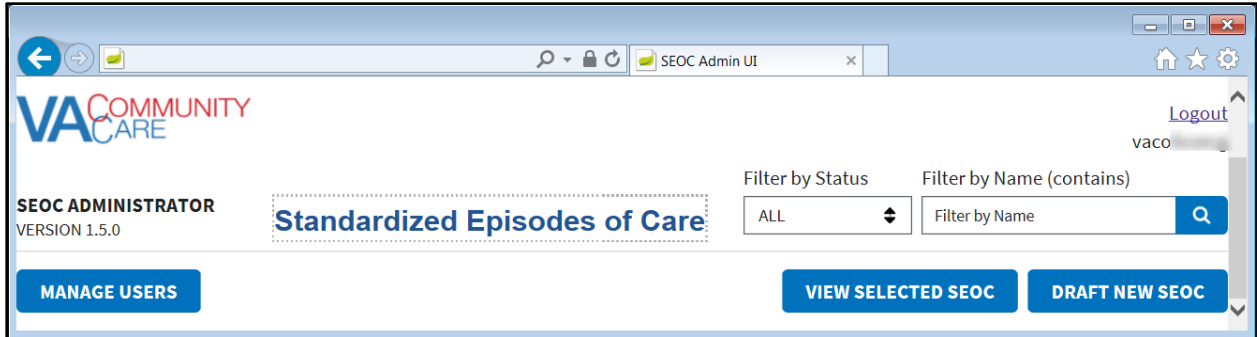 SEOC Admin UI
VA COMMUNITY CARE
Logout
vaco
Filter by Status Filter by Name (contains)
SEOC ADMINISTRATOR
VERSION 1.5.0
Standardized Episodes of Care
ALL
Filter by Name
MANAGE USERS VIEW SELECTED SEOC DRAFT NEW SEOC